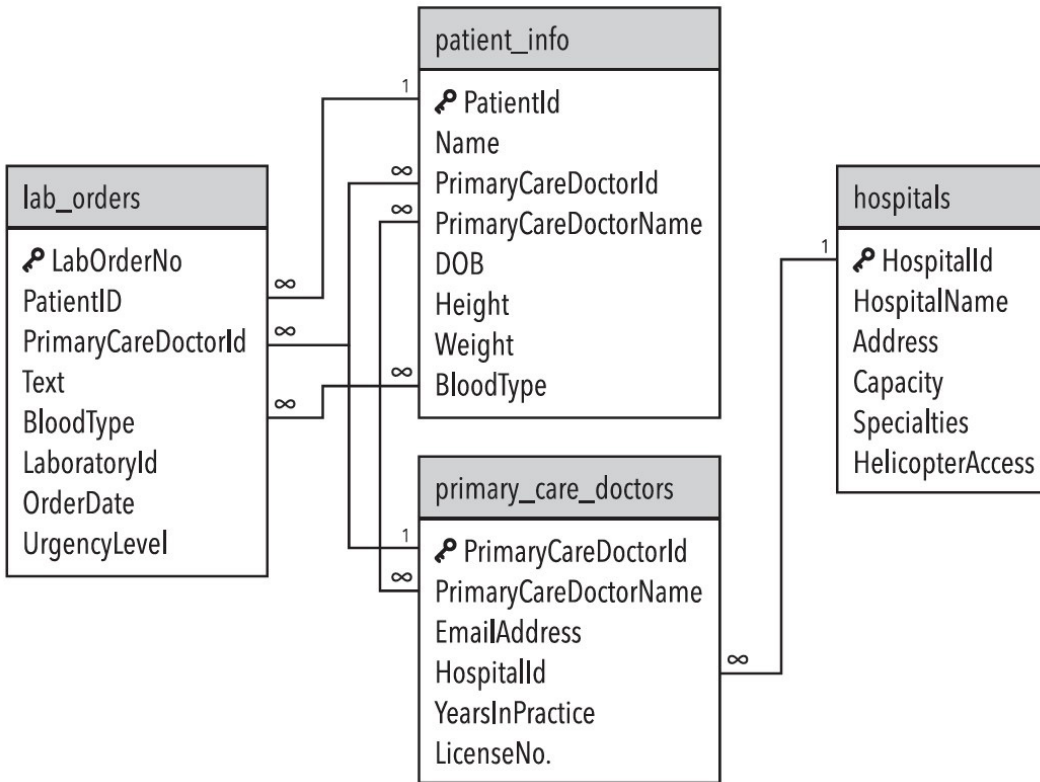 patient_info
PatientId
Name
PrimaryCareDoctorId
PrimaryCareDoctorName
DOB
Height
Weight
BloodType
lab_orders
LabOrderNo
PatientID
PrimaryCareDoctorId
Text
BloodType
LaboratoryId
OrderDate
UrgencyLevel
primary_care_doctors
PrimaryCareDoctorId
PrimaryCareDoctorName
EmailAddress
HospitalId
YearsInPractice
LicenseNo.
hospitals
HospitalId
HospitalName
Address
Capacity
Specialties
HelicopterAccess
1
∞
∞
∞
∞
∞
∞
1
∞
1
∞